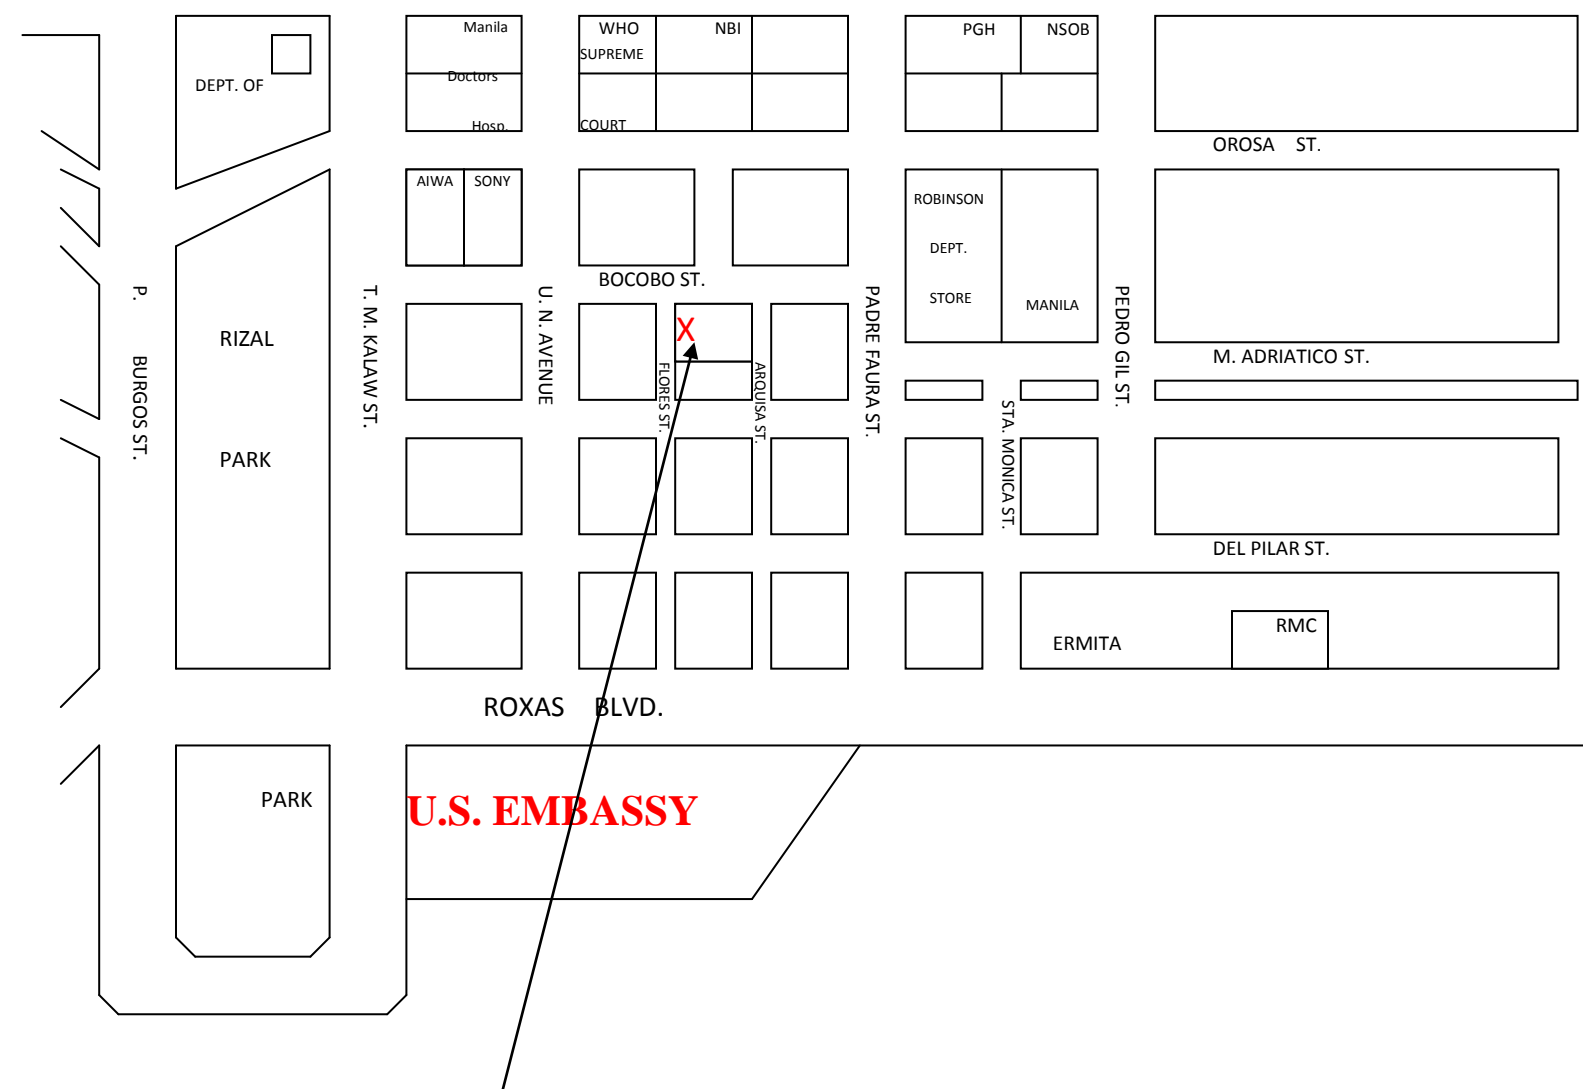 Manila
WHO
NBI
PGH
NSOB
SUPREME
Doctors
DEPT. OF
Hosp.
COURT
OROSA ST.
AIWA
SONY
ROBINSON
DEPT.
STORE
MANILA
BOCOBO ST.
P. BURGOS ST.
RIZAL
PARK
T. M. KALAW ST.
U. N. AVENUE
X
FLORES ST.
ARQUISA ST.
PADRE FAURA ST.
PEDRO GIL ST.
M. ADRIATICO ST.
STA. MONICA ST.
DEL PILAR ST.
ERMITA
RMC
ROXAS BLVD.
PARK
U.S. EMBASSY